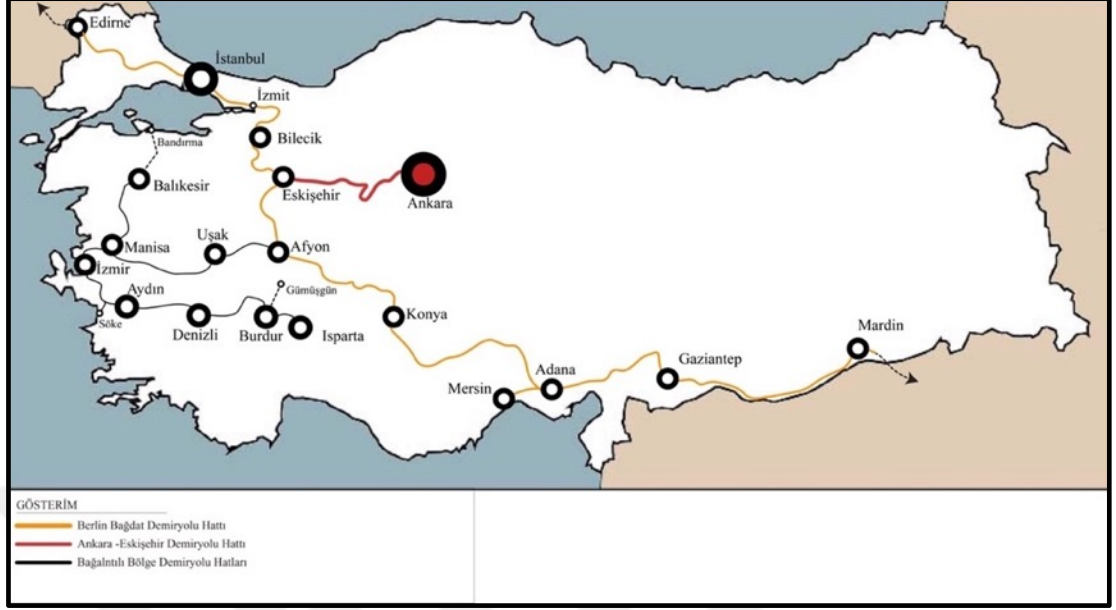 Edirne
İstanbul
İzmit
Bilecik
Bandırma
Balıkesir
Eskişehir
Ankara
Uşak
Manisa
Afyon
İzmir
Aydın
Gümüşgün
Söke
Denizli
Burdur
Isparta
Konya
Mardin
Gaziantep
Adana
Mersin
GÖSTERİM
Berlin Bağdat Demiryolu Hattı
Ankara -Eskişehir Demiryolu Hattı
Bağalntılı Bölge Demiryolu Hatları